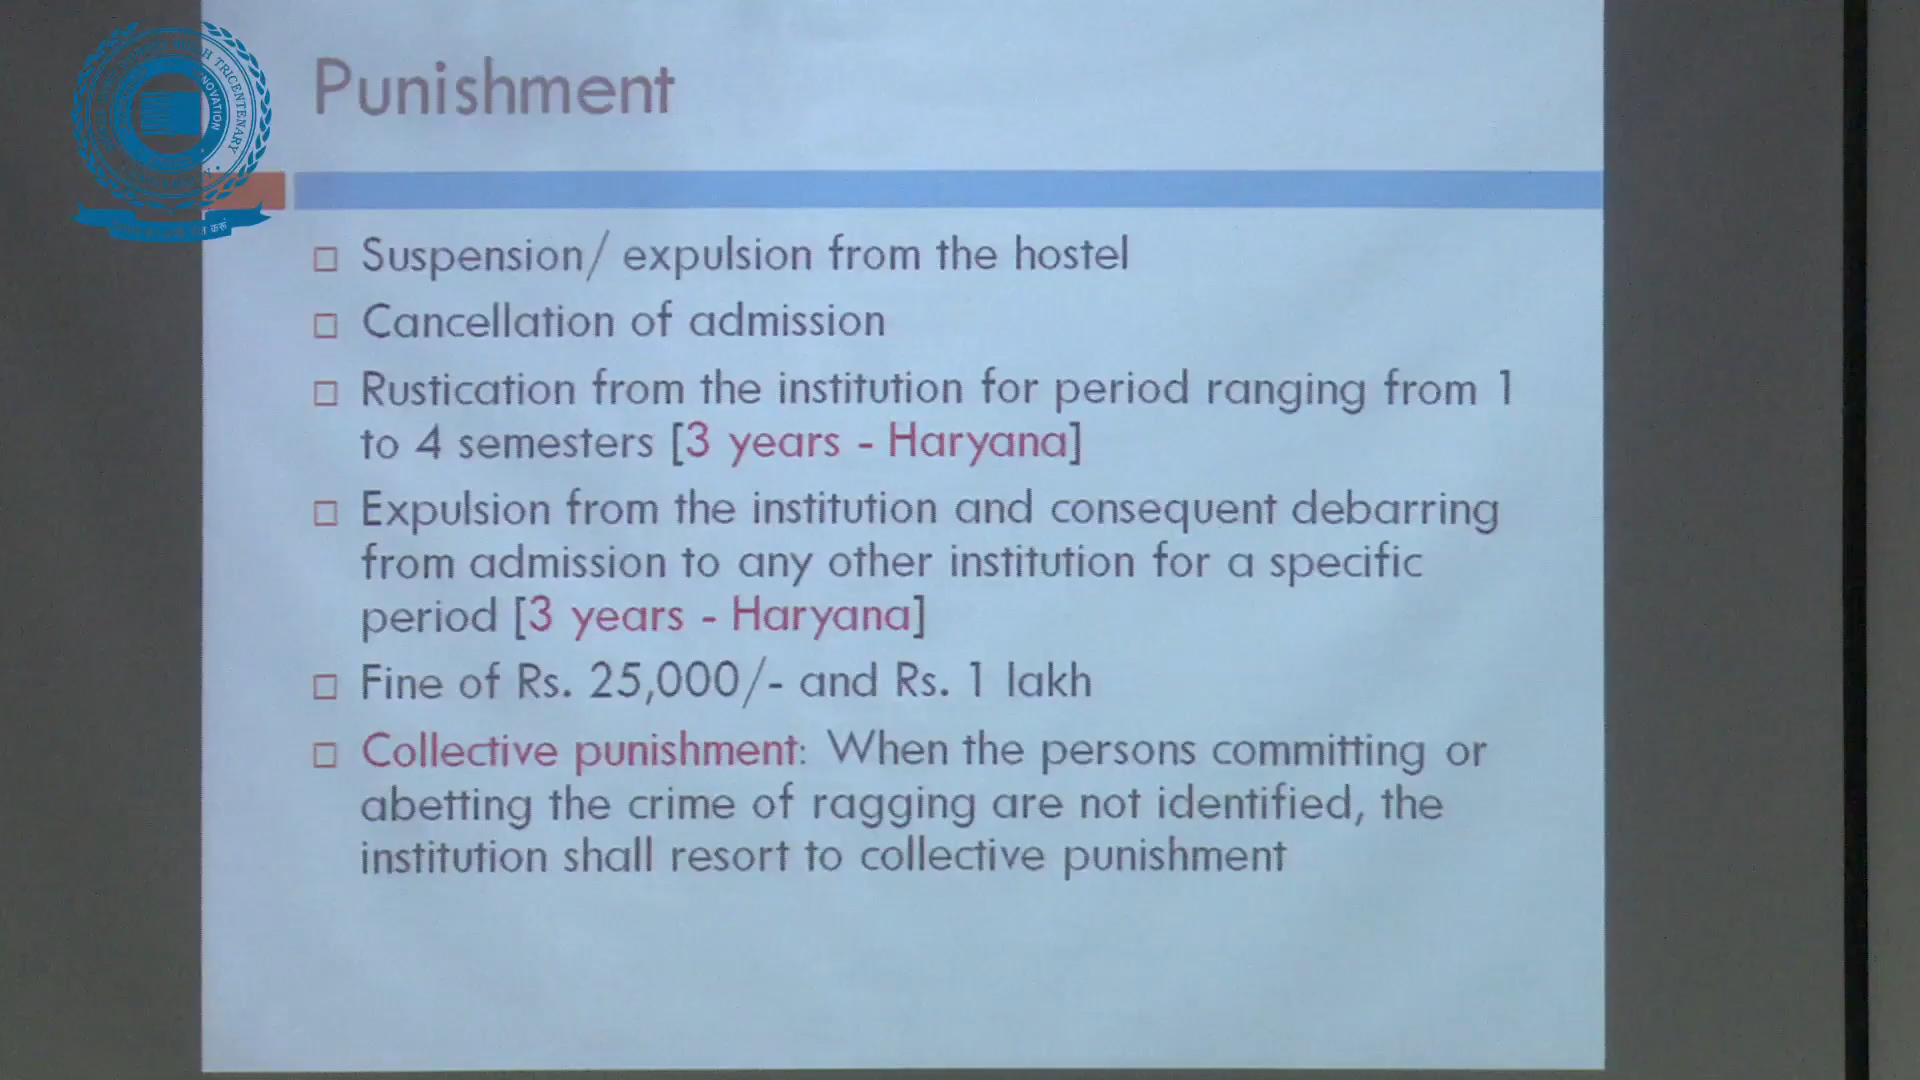 TRICENTENARY
NOVATION
Punishment
Suspension/ expulsion from the hostel
Cancellation of admission
Rustication from the institution for period ranging from 1
to 4 semesters [3 years - Haryana]
Expulsion from the institution and consequent debarring
from admission to any other institution for a specific
period [3 years - Haryana]
Fine of Rs. 25,000/- and Rs. 1 lakh
Collective punishment: When the persons committing or
abetting the crime of ragging are not identified, the
institution shall resort to collective punishment